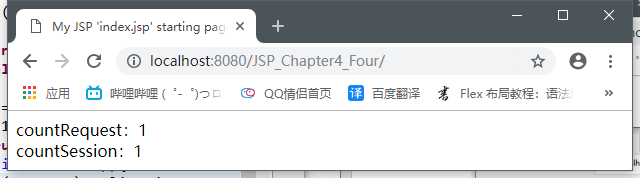 My JSP 'index.jsp' starting pag
localhost:8080/JSP_Chapter4_Four/
应用 哔哩哔哩 ( ゜- ゜)つロ QQ情侣首页 百度翻译 Flex 布局教程：语法
countRequest：1
countSession：1